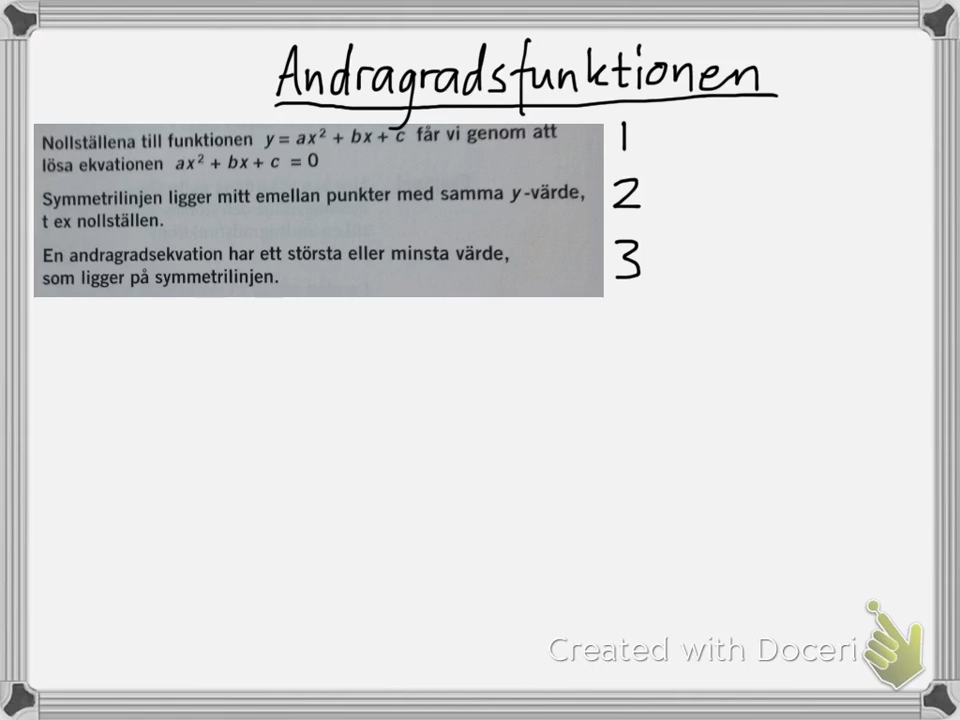 Andragradsfunktionen
Nollställena till funktionen y = ax² + bx + c får vi genom att
lösa ekvationen ax² + bx + c = 0
1
Symmetrilinjen ligger mitt emellan punkter med samma y-värde,
t ex nollställen.
2
En andragradsekvation har ett största eller minsta värde,
som ligger på symmetrilinjen.
3
Created with Doceri